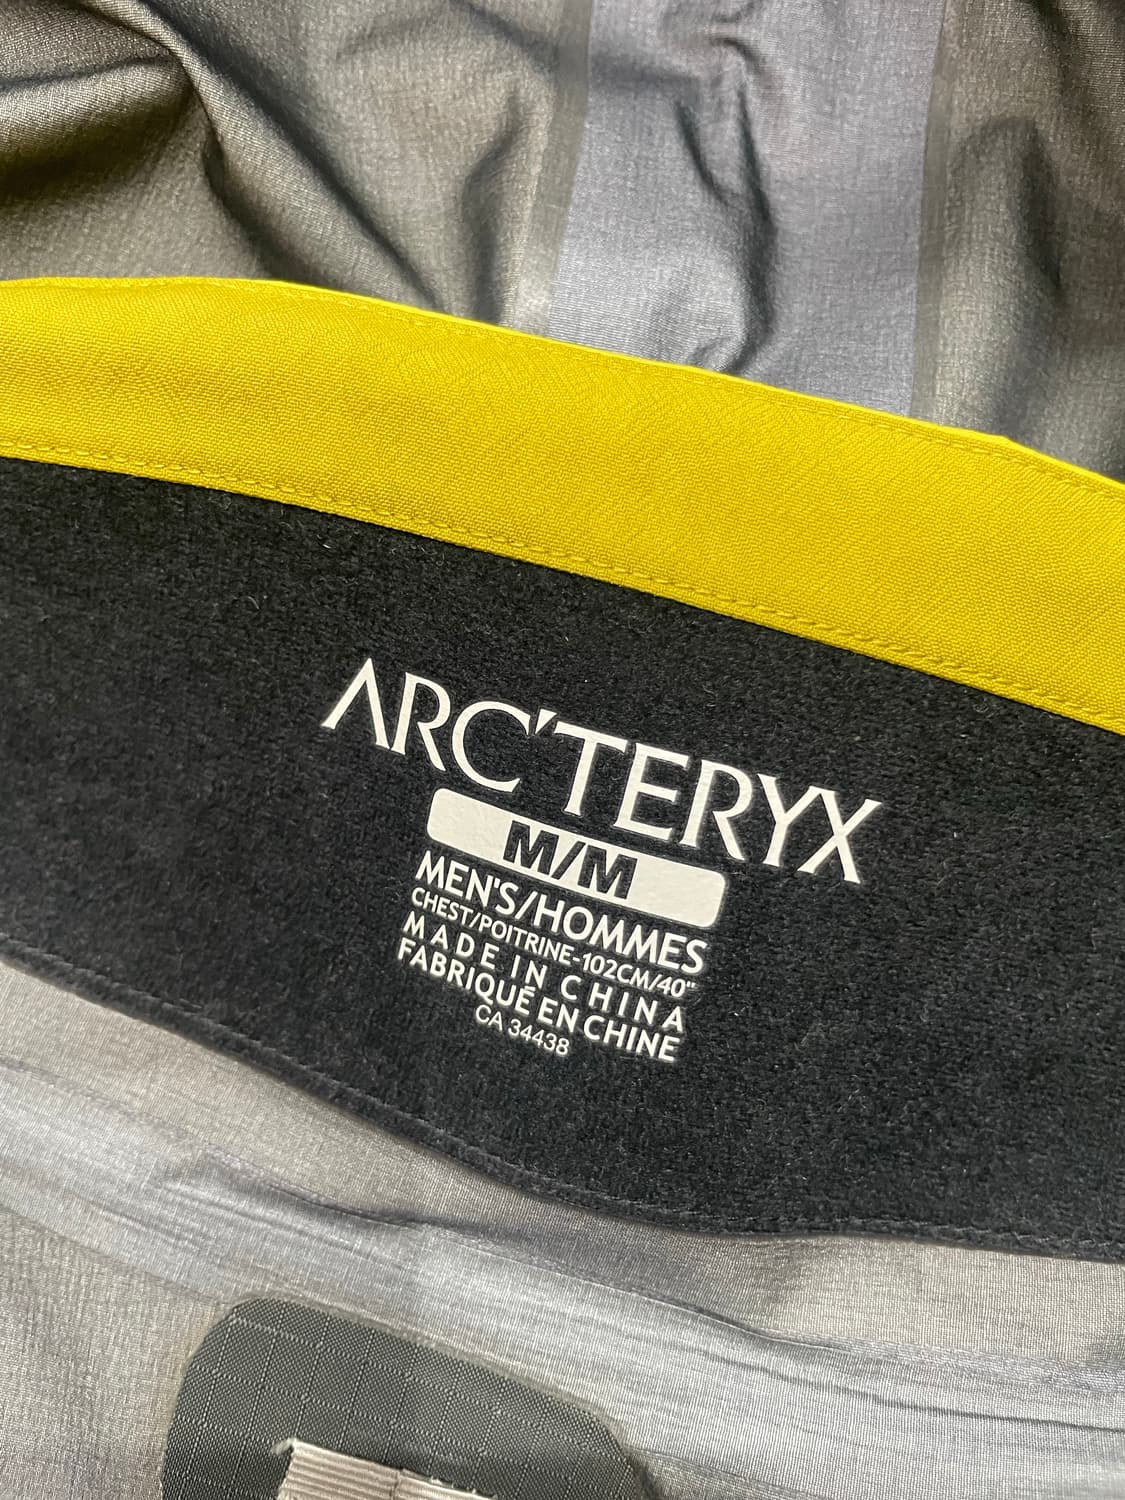 ARC'TERYX
M/M
MEN'S/HOMMES
CHEST/POITRINE-102CM/40"
MADE IN CHINA
FABRIQUÉ EN CHINE
CA 34438